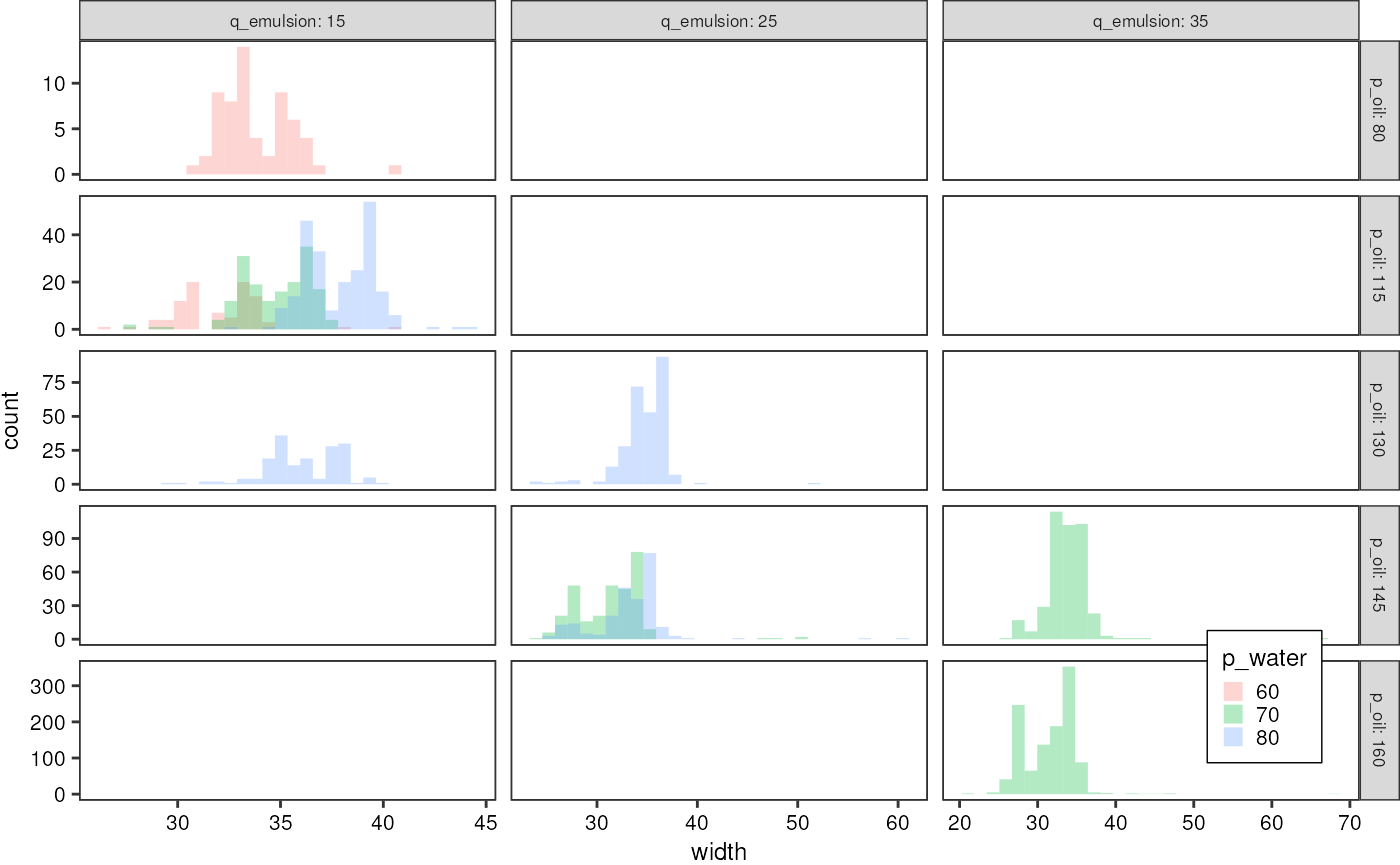 q_emulsion: 15
q_emulsion: 25
q_emulsion: 35
10
5
0
p_oil: 80
40
20
0
p_oil: 115
count
75
50
25
0
p_oil: 130
90
60
30
0
p_oil: 145
300
200
100
0
p_oil: 160
p_water
60
70
80
30 35 40 45
30 40 50 60
20 30 40 50 60 70
width